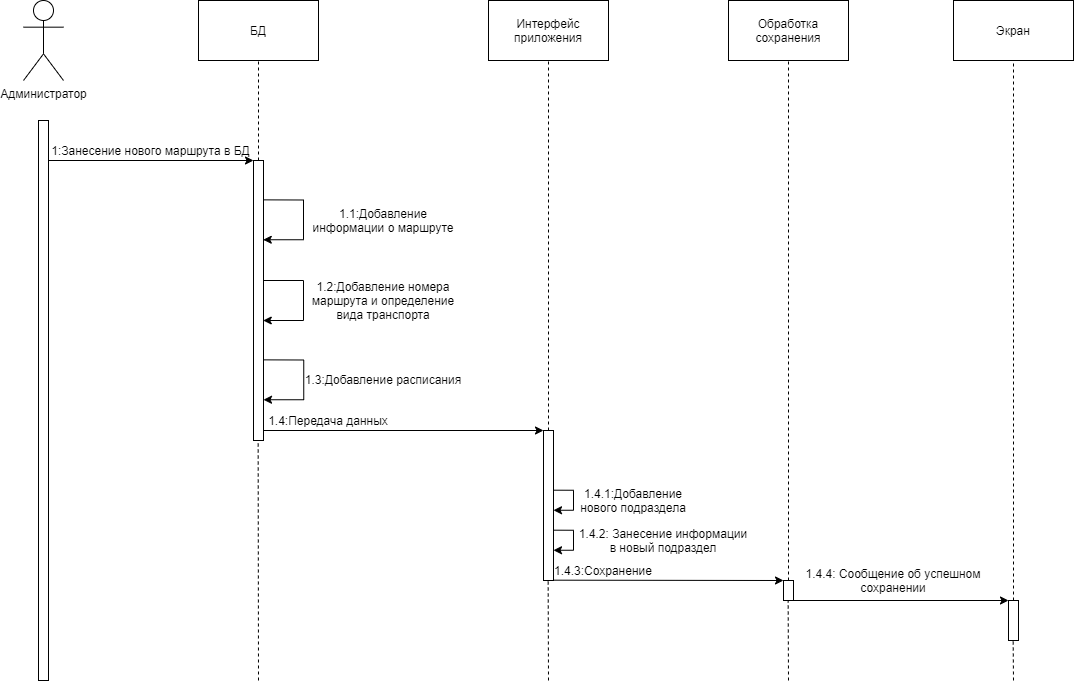 Администратор
БД
Интерфейс
приложения
Обработка
сохранения
Экран
1:Занесение нового маршрута в БД
1.1:Добавление
информации о маршруте
1.2:Добавление номера
маршрута и определение
вида транспорта
1.3:Добавление расписания
1.4:Передача данных
1.4.1:Добавление
нового подраздела
1.4.2: Занесение информации
в новый подраздел
1.4.3:Сохранение
1.4.4: Сообщение об успешном
сохранении